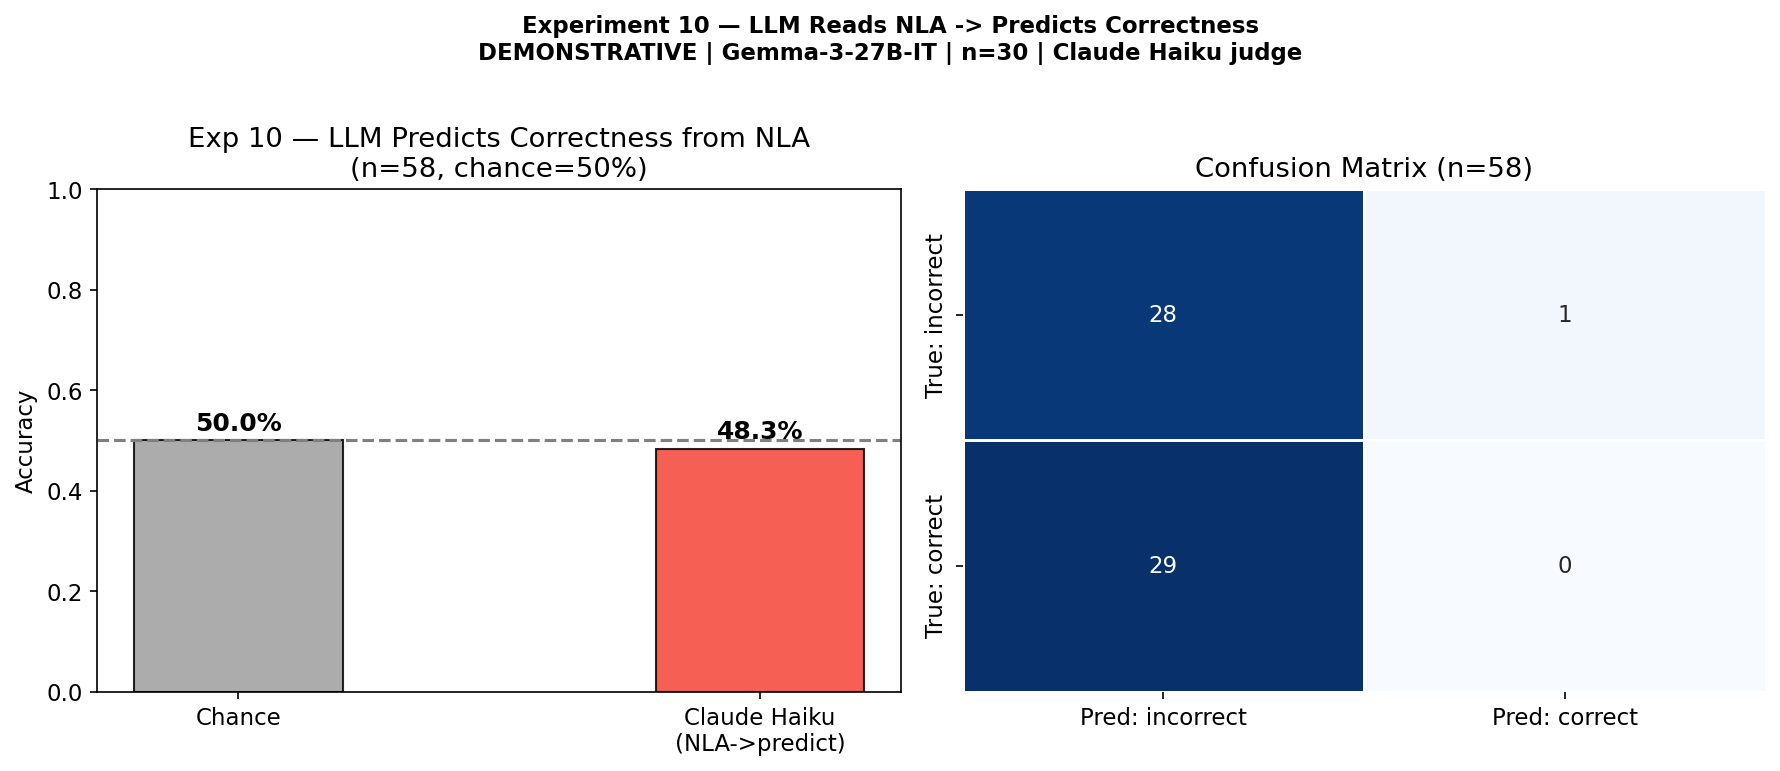 Experiment 10 — LLM Reads NLA -> Predicts Correctness
DEMONSTRATIVE | Gemma-3-27B-IT | n=30 | Claude Haiku judge
Exp 10 — LLM Predicts Correctness from NLA
(n=58, chance=50%)
1.0
0.8
0.6
0.4
0.2
0.0
Accuracy
50.0%
48.3%
Chance
Claude Haiku
(NLA->predict)
Confusion Matrix (n=58)
True: incorrect
True: correct
28
1
29
0
Pred: incorrect
Pred: correct